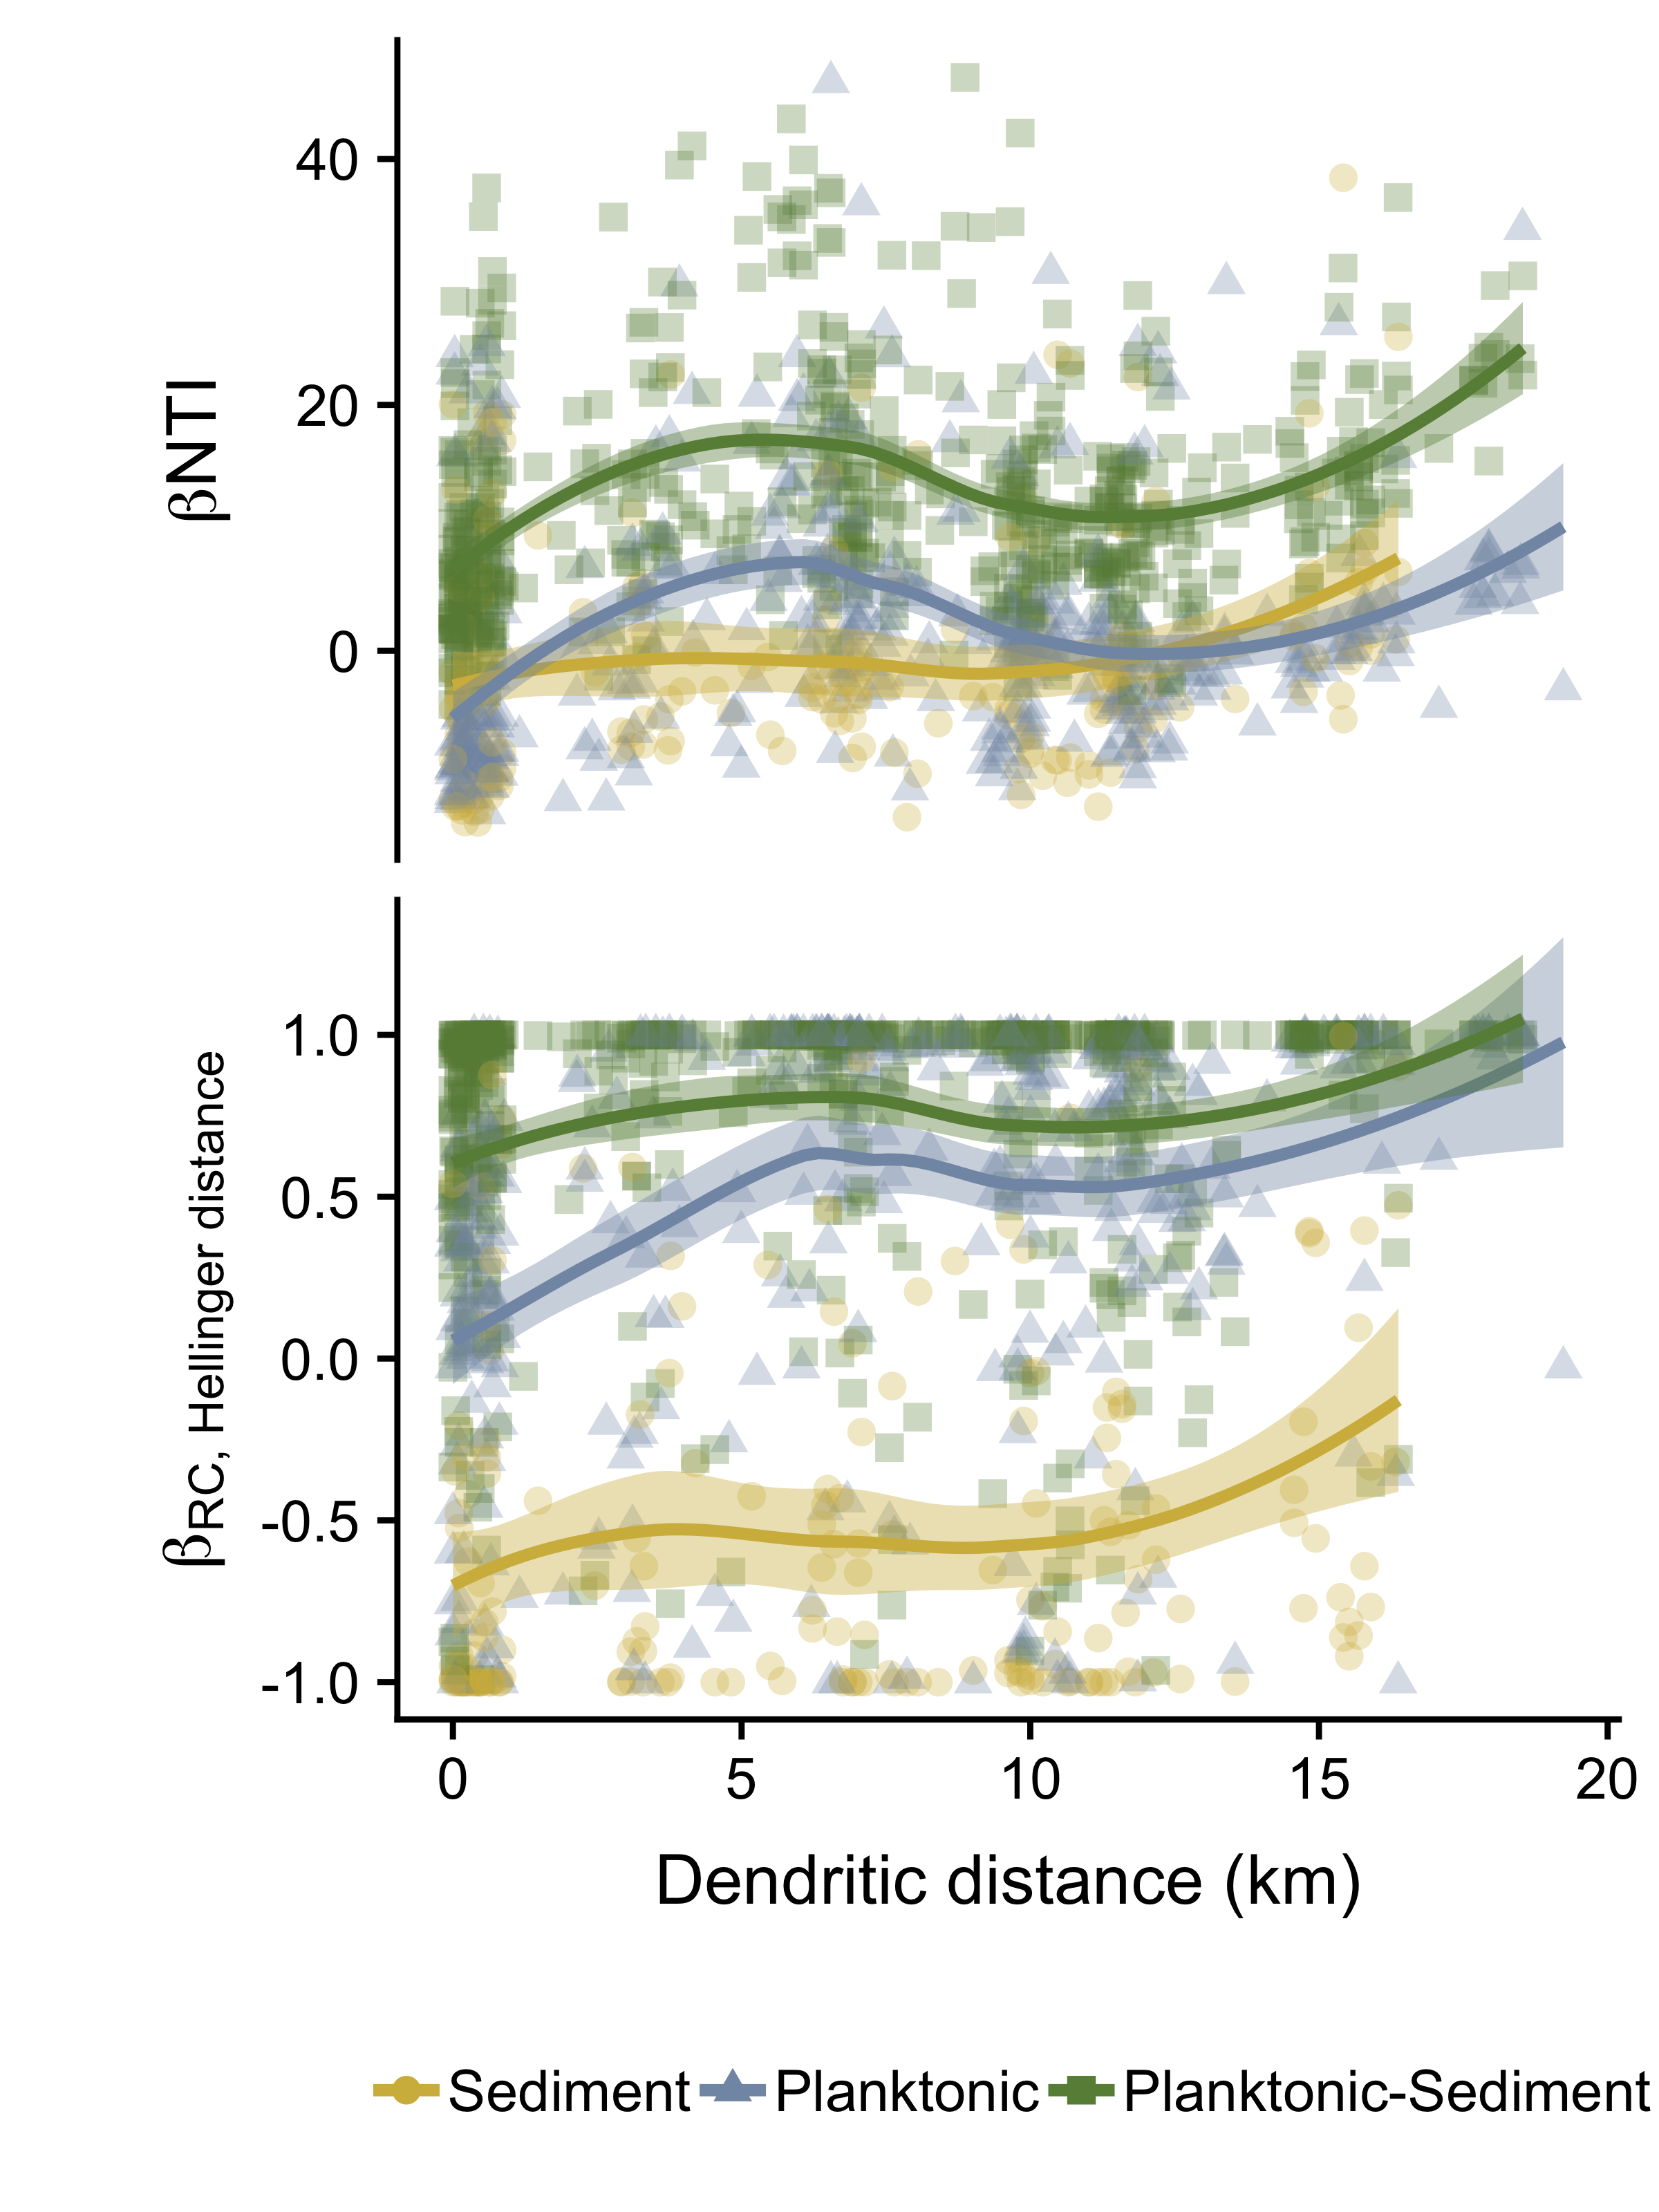 βNTI
40
20
0
βRC, Hellinger distance
1.0
0.5
0.0
-0.5
-1.0
0 5 10 15 20
Dendritic distance (km)
Sediment Planktonic Planktonic-Sediment